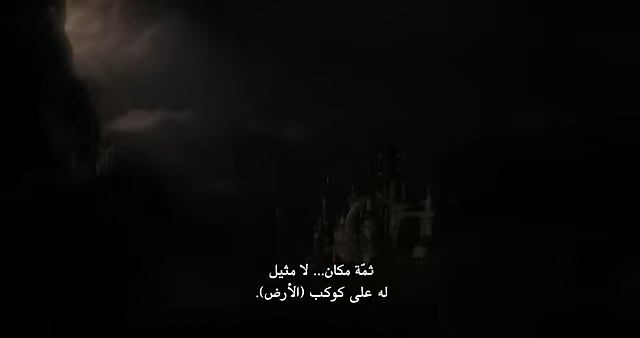 ثمّة مكان... لا مثيل
له على كوكب (الأرض).